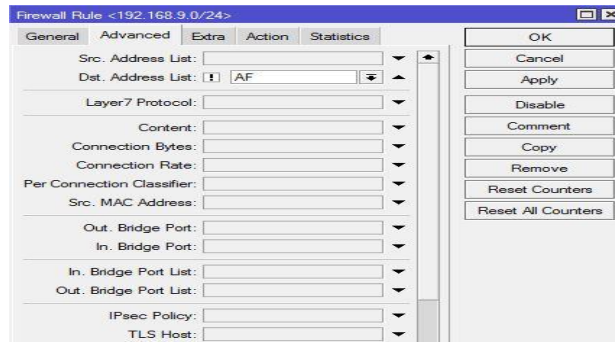 Firewall Rule <192.168.9.0/24>
General Advanced Extra Action Statistics
Src. Address List:
Dst. Address List: ! AF
Layer7 Protocol:
Content:
Connection Bytes:
Connection Rate:
Per Connection Classifier:
Src. MAC Address:
Out. Bridge Port:
In. Bridge Port:
In. Bridge Port List:
Out. Bridge Port List:
IPsec Policy:
TLS Host:
OK
Cancel
Apply
Disable
Comment
Copy
Remove
Reset Counters
Reset All Counters